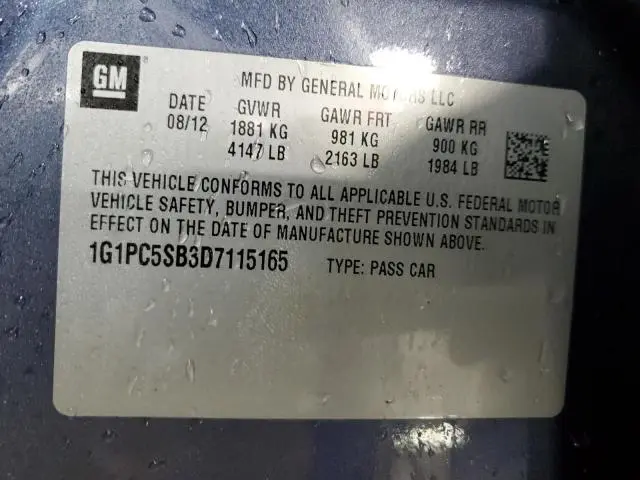 GM
MFD BY GENERAL MOTORS LLC
DATE GVWR GAWR FRT GAWR RR
08/12 1881 KG 981 KG 900 KG
4147 LB 2163 LB 1984 LB
THIS VEHICLE CONFORMS TO ALL APPLICABLE U.S. FEDERAL MOTOR
VEHICLE SAFETY, BUMPER, AND THEFT PREVENTION STANDARDS IN
EFFECT ON THE DATE OF MANUFACTURE SHOWN ABOVE.
1G1PC5SB3D7115165 TYPE: PASS CAR